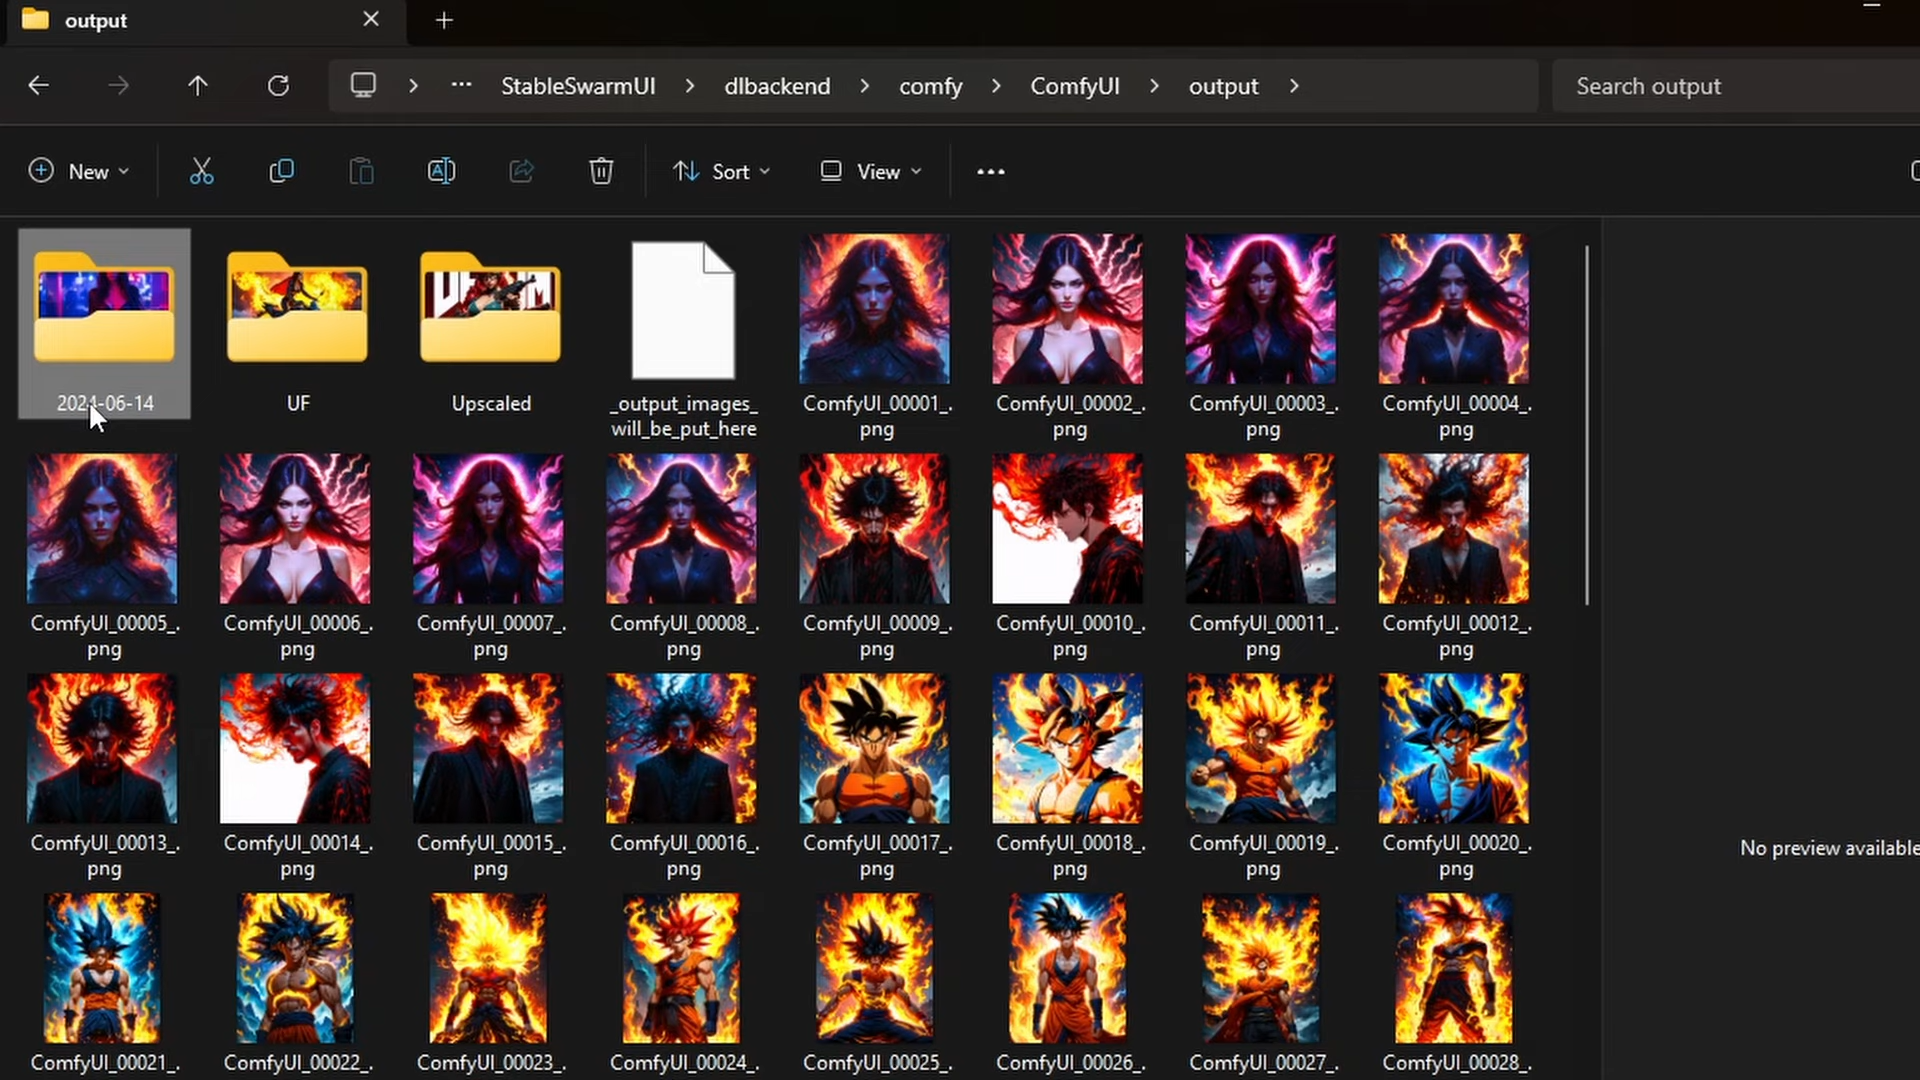 output
StableSwarmUI
dlbackend
comfy
ComfyUI
output
Search output
New
Sort
View
2024-06-14
UF
Upscaled
_output_images_
will_be_put_here
ComfyUI_00001_.
png
ComfyUI_00002_.
png
ComfyUI_00003_.
png
ComfyUI_00004_.
png
ComfyUI_00005_.
png
ComfyUI_00006_.
png
ComfyUI_00007_.
png
ComfyUI_00008_.
png
ComfyUI_00009_.
png
ComfyUI_00010_.
png
ComfyUI_00011_.
png
ComfyUI_00012_.
png
ComfyUI_00013_.
png
ComfyUI_00014_.
png
ComfyUI_00015_.
png
ComfyUI_00016_.
png
ComfyUI_00017_.
png
ComfyUI_00018_.
png
ComfyUI_00019_.
png
ComfyUI_00020_.
png
No preview available
ComfyUI_00021_.
ComfyUI_00022_.
ComfyUI_00023_.
ComfyUI_00024_.
ComfyUI_00025_.
ComfyUI_00026_.
ComfyUI_00027_.
ComfyUI_00028_.